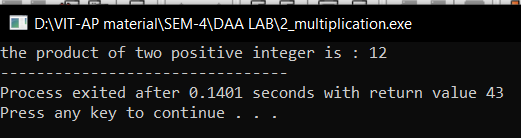 D:\VIT-AP material\SEM-4\DAA LAB\2_multiplication.exe
the product of two positive integer is : 12
--------------------------------
Process exited after 0.1401 seconds with return value 43
Press any key to continue . . .